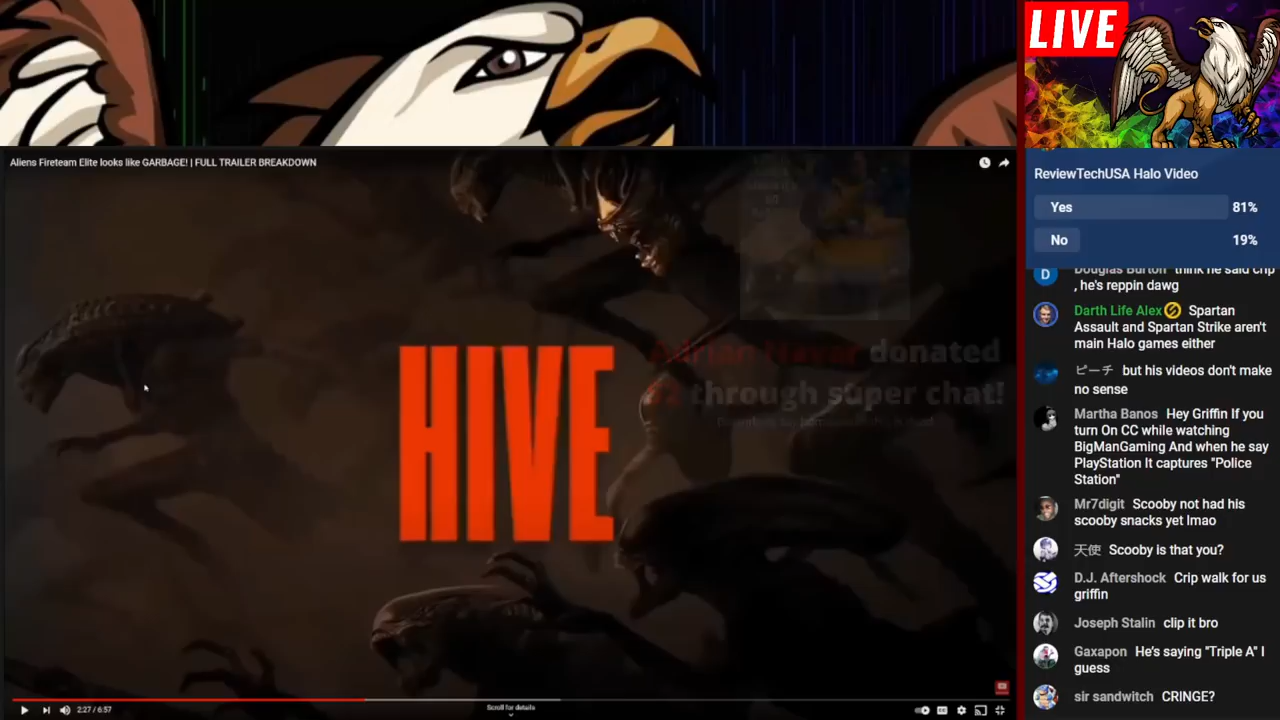 LIVE
Aliens Fireteam Elite looks like GARBAGE! | FULL TRAILER BREAKDOWN
ReviewTechUSA Halo Video
Yes 81%
No 19%
Douglas Burton think he said crip
, he's reppin dawg
Darth Life Alex Spartan
Assault and Spartan Strike aren't
main Halo games either
ピーチ but his videos don't make
no sense
Martha Banos Hey Griffin If you
turn On CC while watching
BigManGaming And when he say
PlayStation It captures "Police
Station"
Mr7digit Scooby not had his
scooby snacks yet lmao
天使 Scooby is that you?
D.J. Aftershock Crip walk for us
griffin
Joseph Stalin clip it bro
Gaxapon He's saying "Triple A" I
guess
sir sandwitch CRINGE?
HIVE
donated
through super chat!
2:27 / 6:57
Scroll for details